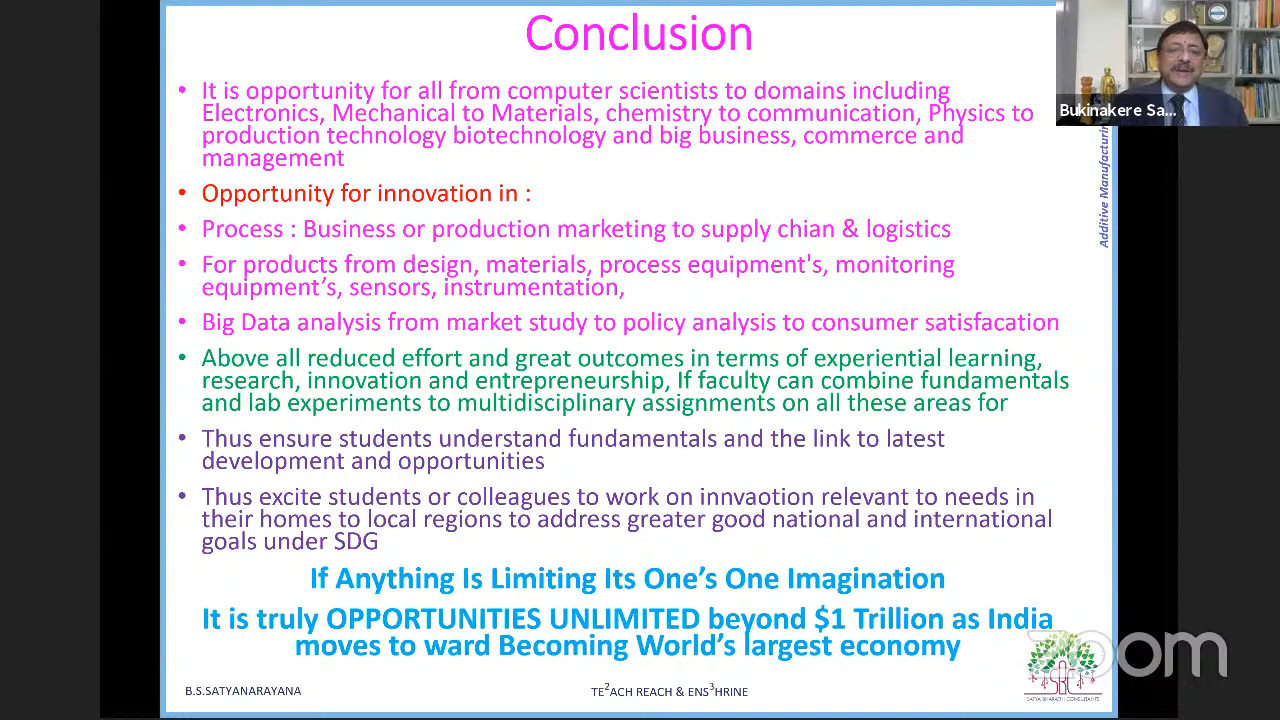 Conclusion
• It is opportunity for all from computer scientists to domains including
Electronics, Mechanical to Materials, chemistry to communication, Physics to
production technology biotechnology and big business, commerce and
management
• Opportunity for innovation in :
• Process : Business or production marketing to supply chian & logistics
• For products from design, materials, process equipment's, monitoring
equipment’s, sensors, instrumentation,
• Big Data analysis from market study to policy analysis to consumer satisfacation
• Above all reduced effort and great outcomes in terms of experiential learning,
research, innovation and entrepreneurship, If faculty can combine fundamentals
and lab experiments to multidisciplinary assignments on all these areas for
• Thus ensure students understand fundamentals and the link to latest
development and opportunities
• Thus excite students or colleagues to work on innvaotion relevant to needs in
their homes to local regions to address greater good national and international
goals under SDG
If Anything Is Limiting Its One’s One Imagination
It is truly OPPORTUNITIES UNLIMITED beyond $1 Trillion as India
moves to ward Becoming World’s largest economy
B.S.SATYANARAYANA
TE²ACH REACH & ENS³HRINE
Bukinakere Sa...
Additive Manufacturin
zoom
SATYA BHARATI CONSULTANTS